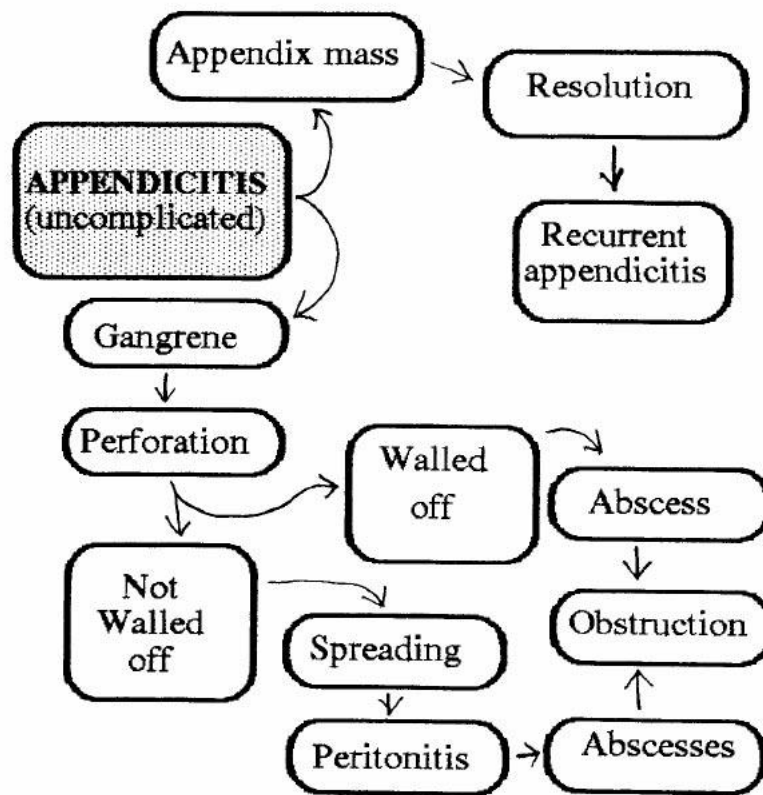 Appendix mass
Resolution
APPENDICITIS
(uncomplicated)
Recurrent
appendicitis
Gangrene
Perforation
Walled
off
Abscess
Not
Walled
off
Obstruction
Spreading
Peritonitis
Abscesses